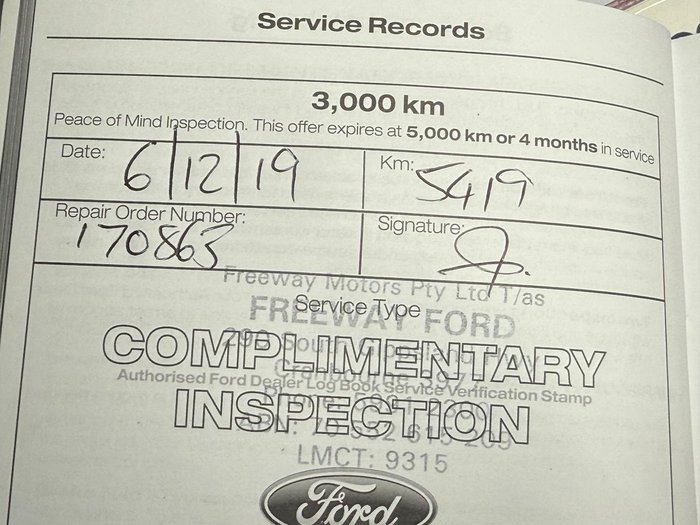 Service Records
3,000 km
Peace of Mind Inspection. This offer expires at 5,000 km or 4 months in service
Date: 6/12/19
Km: 5419
Repair Order Number: 170863
Signature:
Freeway Motors Pty Ltd T/as
Service Type
FREEWAY FORD
COMPLIMENTARY
Authorised Ford Dealer Log Book Service Verification Stamp
INSPECTION
LMCT: 9315
Ford